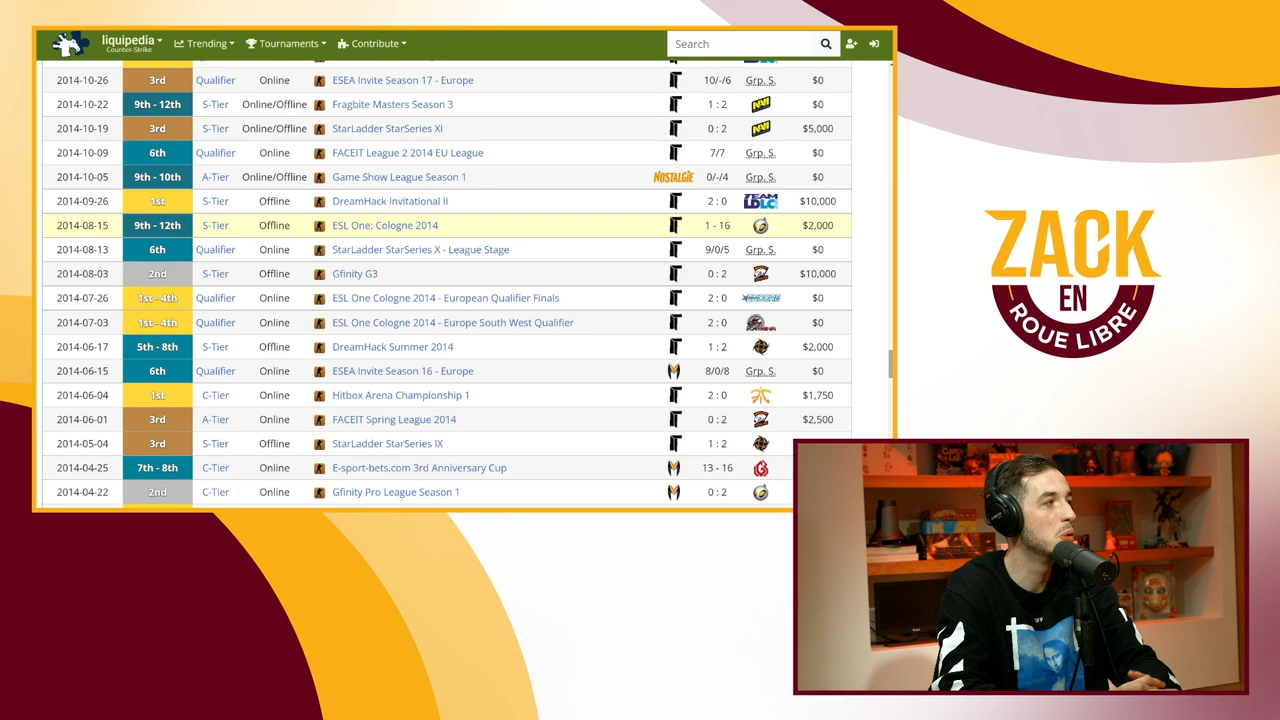 liquipedia
Counter-Strike
Trending
Tournaments
Contribute
Search
2014-10-26 3rd Qualifier Online ESEA Invite Season 17 - Europe 10/-/6 Grp. S. $0
2014-10-22 9th - 12th S-Tier Online/Offline Fragbite Masters Season 3 1 : 2 NAVI $0
2014-10-19 3rd S-Tier Online/Offline StarLadder StarSeries XI 0 : 2 NAVI $5,000
2014-10-09 6th Qualifier Online FACEIT League 2 2014 EU League 7/7 Grp. S. $0
2014-10-05 9th - 10th A-Tier Online/Offline Game Show League Season 1 NOSTALGIE 0/-/4 Grp. S. $0
2014-09-26 1st S-Tier Online DreamHack Invitational II 2 : 0 TEAM LDLC $10,000
2014-08-15 9th - 12th S-Tier Offline ESL One: Cologne 2014 1 - 16 $2,000
2014-08-13 6th Qualifier Online StarLadder StarSeries X - League Stage 9/0/5 Grp. S. $0
2014-08-03 2nd S-Tier Offline Gfinity G3 0 : 2 $10,000
2014-07-26 1st - 4th Qualifier Online ESL One Cologne 2014 - European Qualifier Finals 2 : 0 $0
2014-07-03 1st - 4th Qualifier Online ESL One Cologne 2014 - Europe South West Qualifier 2 : 0 $0
2014-06-17 5th - 8th S-Tier Offline DreamHack Summer 2014 1 : 2 $2,000
2014-06-15 6th Qualifier Online ESEA Invite Season 16 - Europe 8/0/8 Grp. S. $0
2014-06-04 1st C-Tier Online Hitbox Arena Championship 1 2 : 0 $1,750
2014-06-01 3rd A-Tier Online FACEIT Spring League 2014 0 : 2 $2,500
2014-05-04 3rd S-Tier Offline StarLadder StarSeries IX 1 : 2
2014-04-25 7th - 8th C-Tier Online E-sport-bets.com 3rd Anniversary Cup 13 - 16
2014-04-22 2nd C-Tier Online Gfinity Pro League Season 1 0 : 2
ZACK
EN
ROUE LIBRE